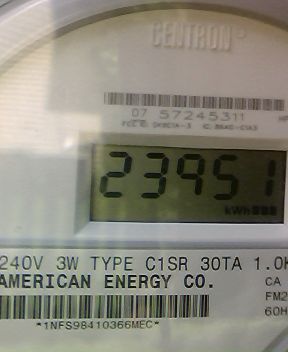 CENTRON®
07 57245311
23951
kWh
240V 3W TYPE C1SR 30TA 1.0K
AMERICAN ENERGY CO. CA
FM2
60H
*1NFS98410366MEC*